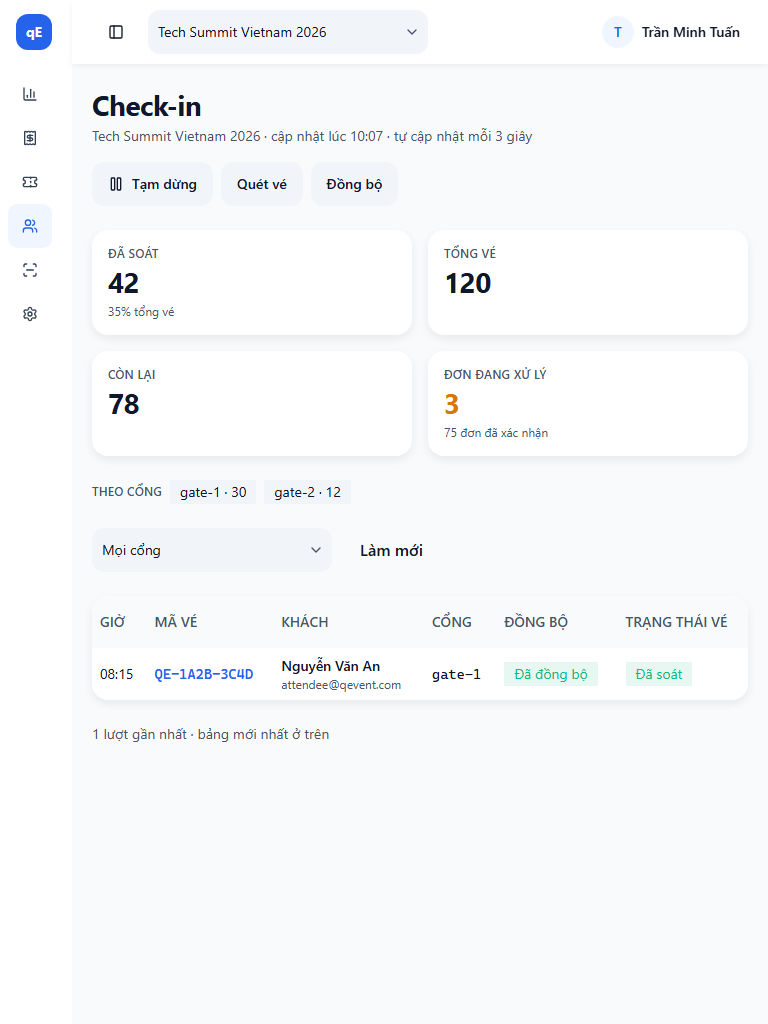 qE
Tech Summit Vietnam 2026
T
Trần Minh Tuấn
Check-in
Tech Summit Vietnam 2026 · cập nhật lúc 10:07 · tự cập nhật mỗi 3 giây
Tạm dừng
Quét vé
Đồng bộ
ĐÃ SOÁT
42
35% tổng vé
TỔNG VÉ
120
CÒN LẠI
78
ĐƠN ĐANG XỬ LÝ
3
75 đơn đã xác nhận
THEO CỔNG gate-1 · 30 gate-2 · 12
Mọi cổng
Làm mới
GIỜ MÃ VÉ KHÁCH CỔNG ĐỒNG BỘ TRẠNG THÁI VÉ
08:15 QE-1A2B-3C4D Nguyễn Văn An gate-1 Đã đồng bộ Đã soát
attendee@qevent.com
1 lượt gần nhất · bảng mới nhất ở trên